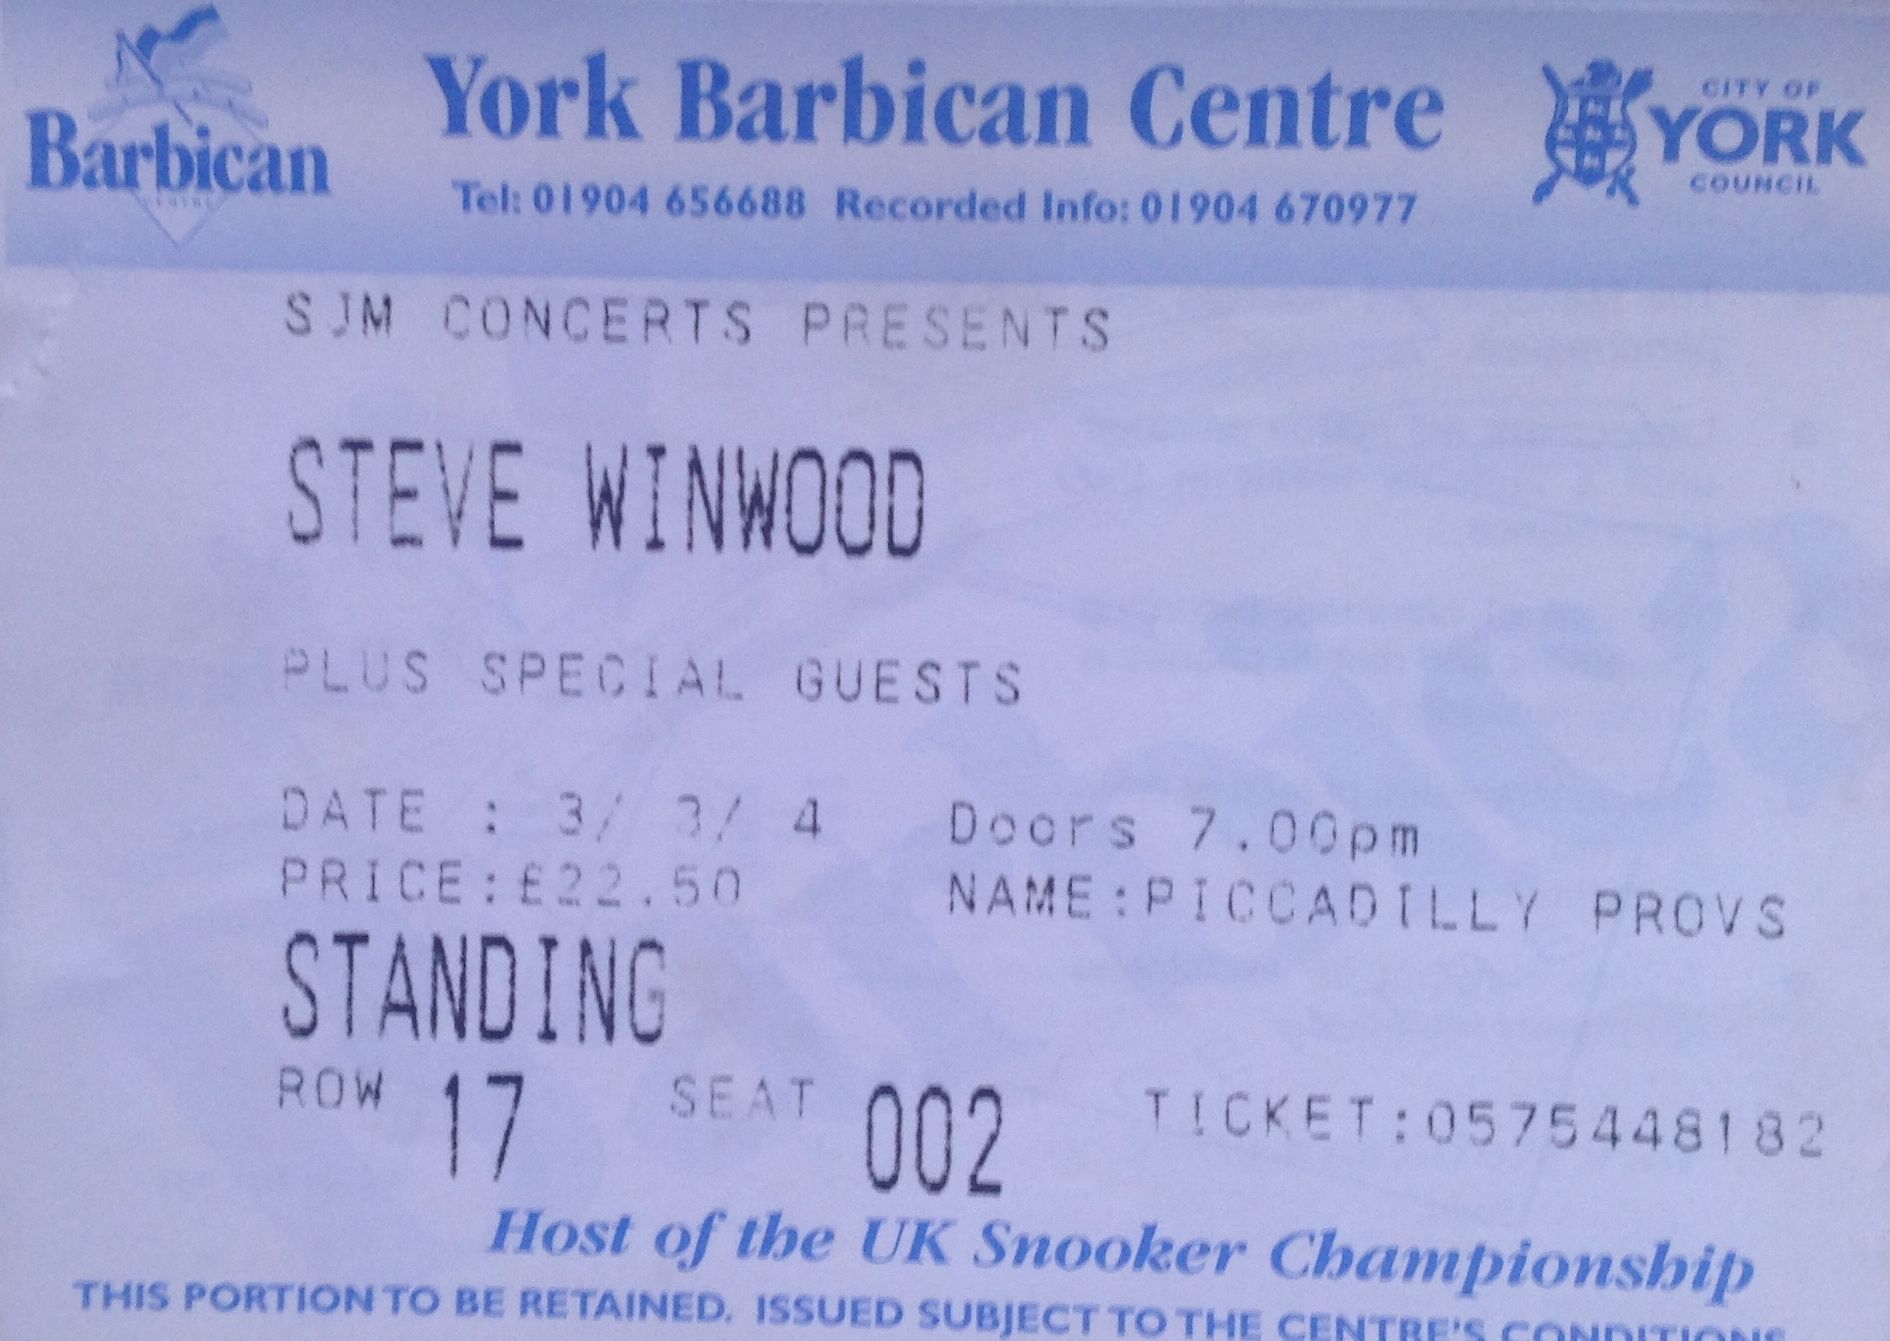 Barbican
CENTRE
York Barbican Centre
Tel: 01904 656688 Recorded Info: 01904 670977
CITY OF
YORK
COUNCIL
SJM CONCERTS PRESENTS
STEVE WINWOOD
PLUS SPECIAL GUESTS
DATE : 3/ 3/ 4 Doors 7.00pm
PRICE:£22.50 NAME:PICCADILLY PROVS
STANDING
ROW 17 SEAT 002 TICKET:0575448182
Host of the UK Snooker Championship
THIS PORTION TO BE RETAINED. ISSUED SUBJECT TO THE CENTRE'S CONDITIONS